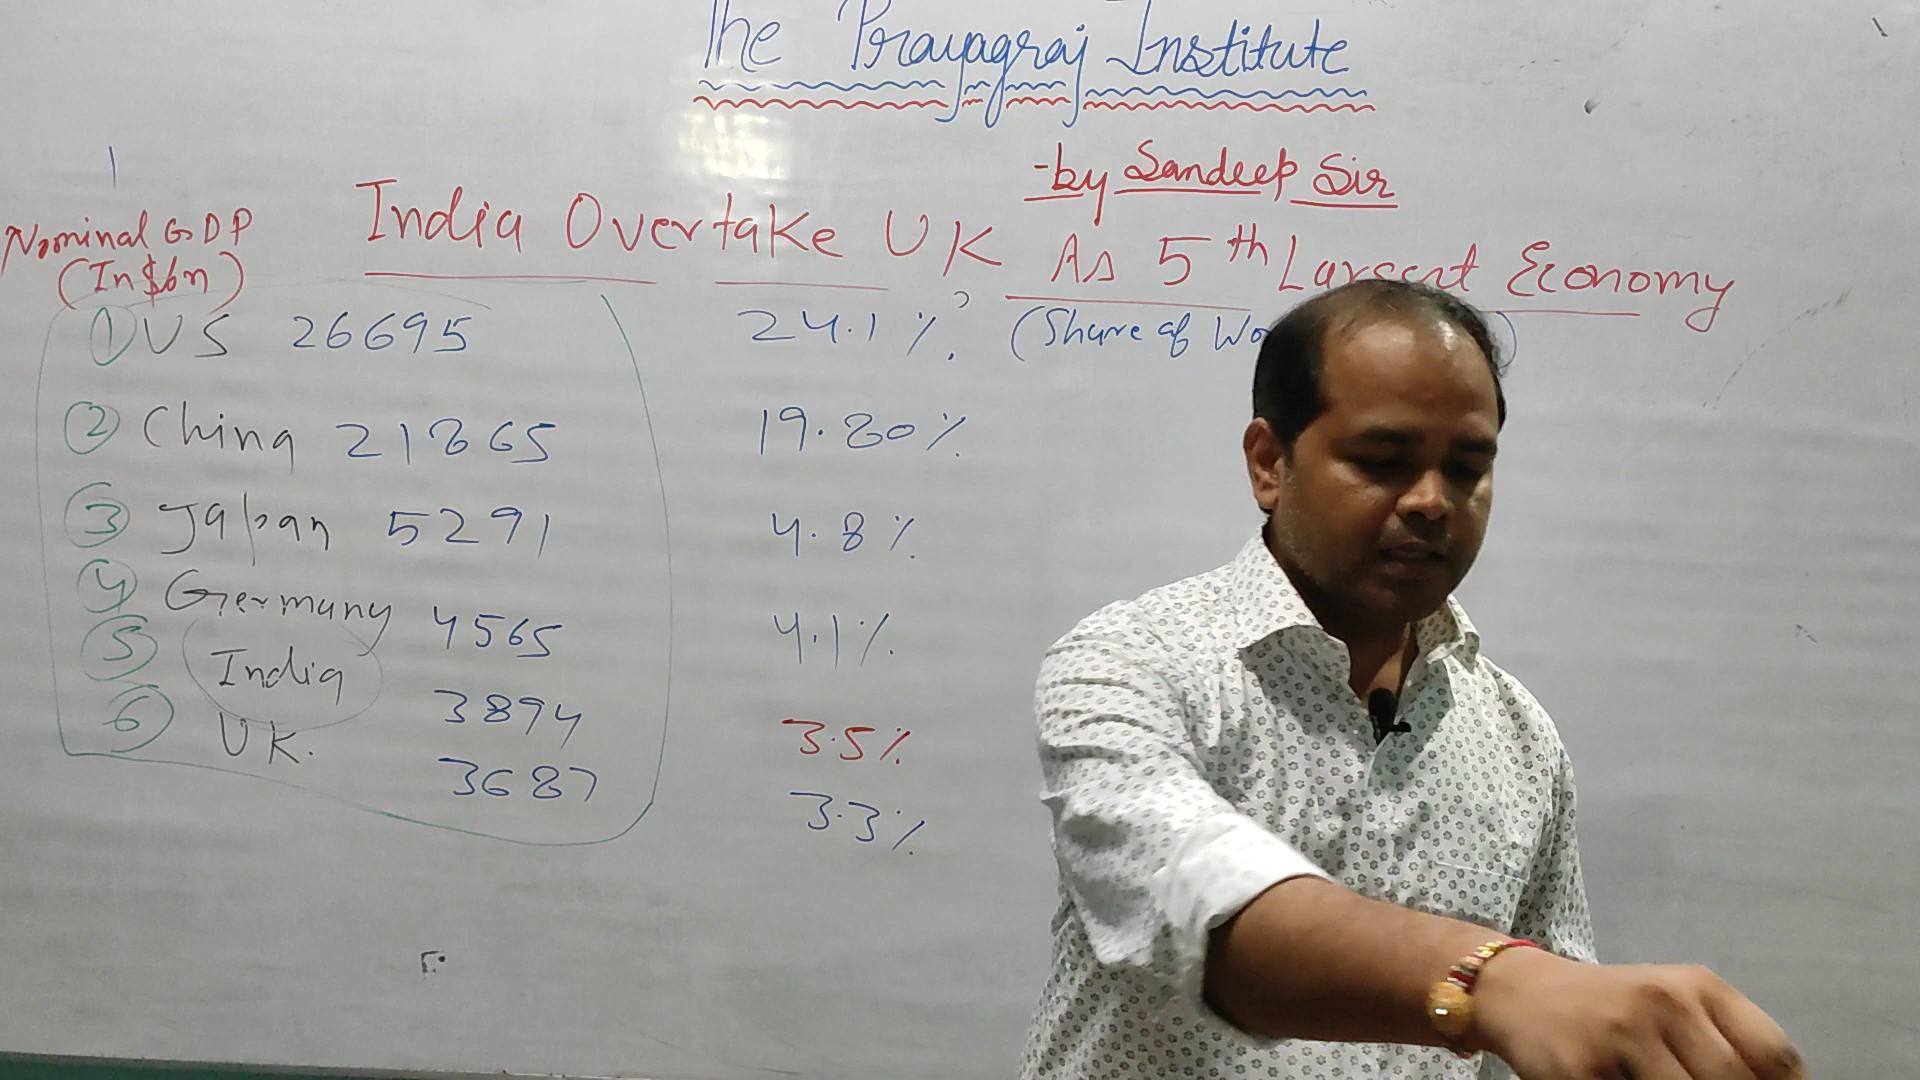 The Prayagraj Institute
-by Sandeep Sir
India Overtake UK As 5th Largest Economy
Nominal GDP
(In $bn)
① US 26695 24.1% (Share of
② China 21865 19.80%
③ Japan 5291 4.8%
④ Germany 4565 4.1%
⑤ India 3894 3.5%
⑥ UK. 3687 3.3%